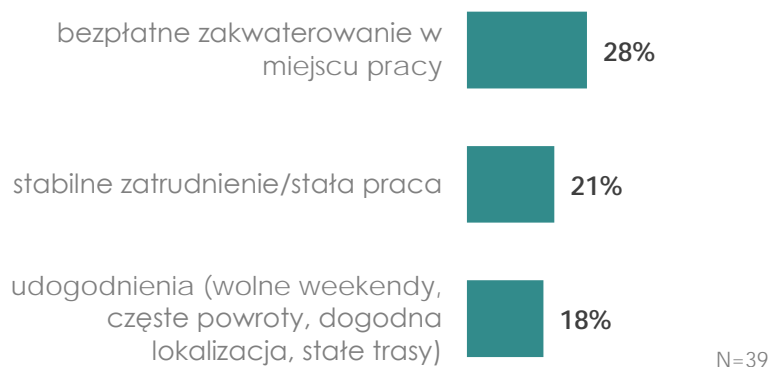 bezpłatne zakwaterowanie w
miejscu pracy
28%
stabilne zatrudnienie/stała praca
21%
udogodnienia (wolne weekendy,
częste powroty, dogodna
lokalizacja, stałe trasy)
18%
N=39